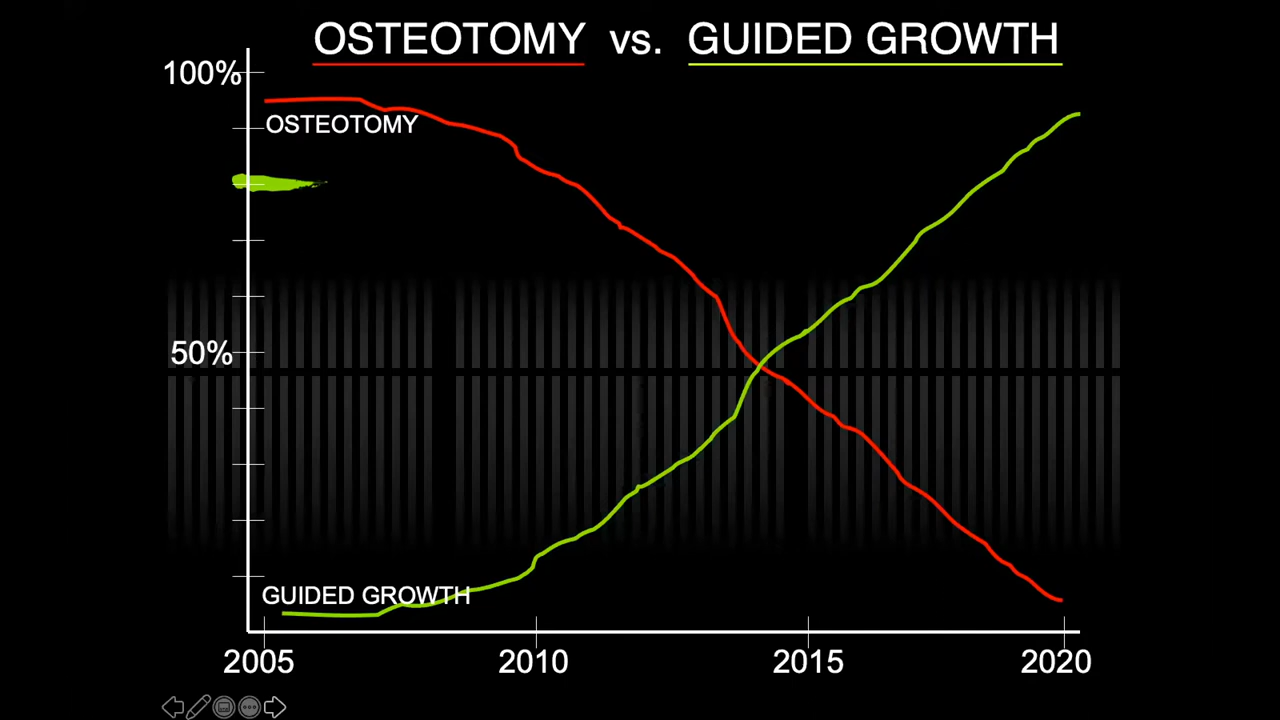 OSTEOTOMY vs. GUIDED GROWTH
100%
OSTEOTOMY
50%
GUIDED GROWTH
2005 2010 2015 2020